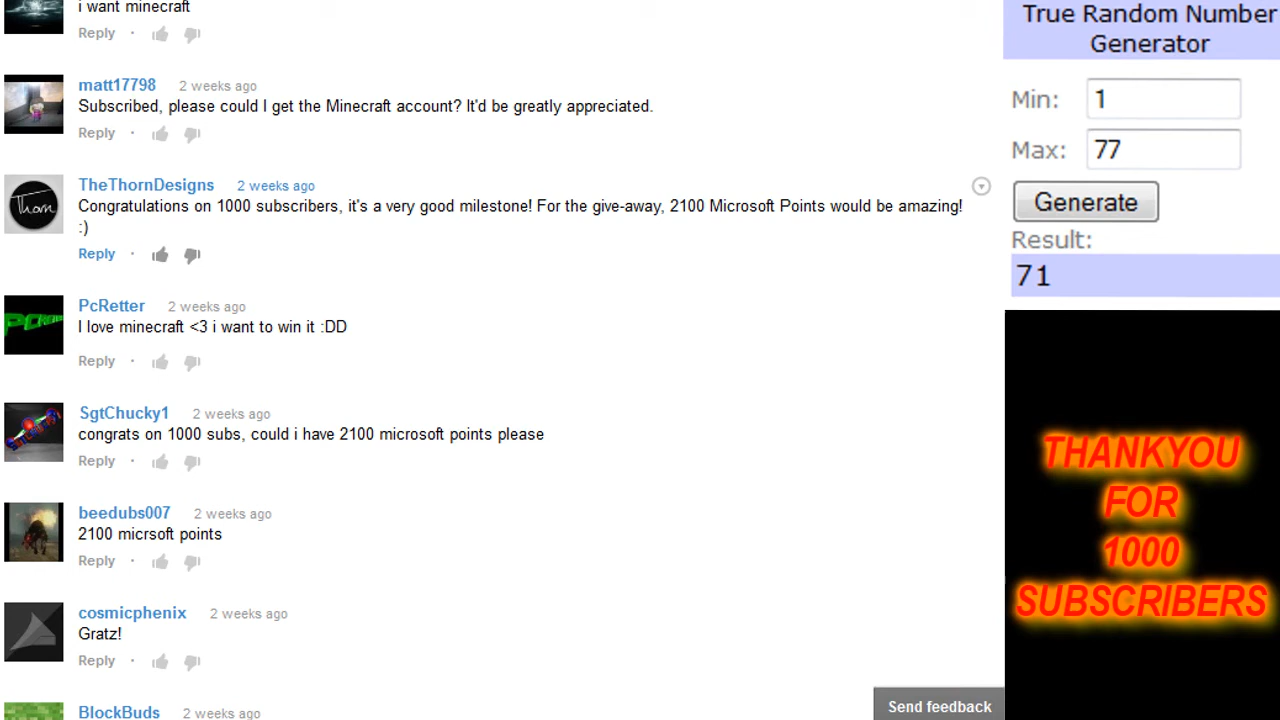 i want minecraft
Reply ·
matt17798 2 weeks ago
Subscribed, please could I get the Minecraft account? It'd be greatly appreciated.
Reply ·
TheThornDesigns 2 weeks ago
Congratulations on 1000 subscribers, it's a very good milestone! For the give-away, 2100 Microsoft Points would be amazing!
:)
Reply ·
Thorn
PcRetter 2 weeks ago
I love minecraft <3 i want to win it :DD
Reply ·
SgtChucky1 2 weeks ago
congrats on 1000 subs, could i have 2100 microsoft points please
Reply ·
beedubs007 2 weeks ago
2100 micrsoft points
Reply ·
cosmicphenix 2 weeks ago
Gratz!
Reply ·
BlockBuds 2 weeks ago
Send feedback
True Random Number
Generator
Min: 1
Max: 77
Generate
Result:
71
THANKYOU
FOR
1000
SUBSCRIBERS